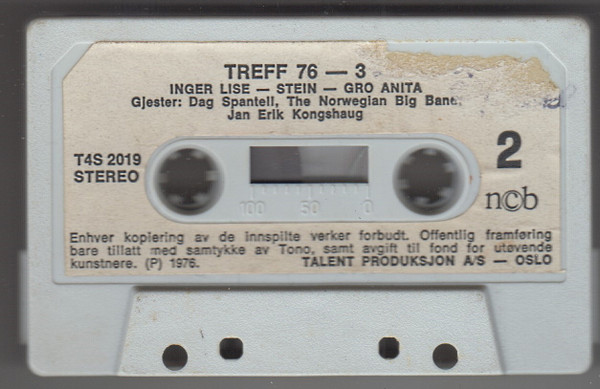 TREFF 76 — 3
INGER LISE — STEIN — GRO ANITA
Gjester: Dag Spantell, The Norwegian Big Band,
Jan Erik Kongshaug
T4S 2019
STEREO
2
n©b
100 50 0
Enhver kopiering av de innspilte verker forbudt. Offentlig framføring
bare tillatt med samtykke av Tono, samt avgift til fond for utøvende
kunstnere. (P) 1976. TALENT PRODUKSJON A/S — OSLO